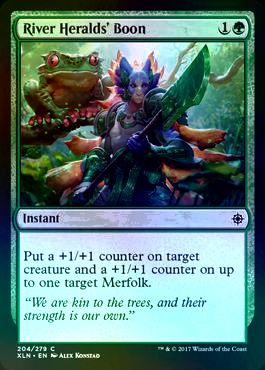 River Heralds' Boon 1
Instant
Put a +1/+1 counter on target
creature and a +1/+1 counter on up
to one target Merfolk.
"We are kin to the trees, and their
strength is our own."
204/279 C
XLN • EN Alex Konstad
™ & © 2017 Wizards of the Coast